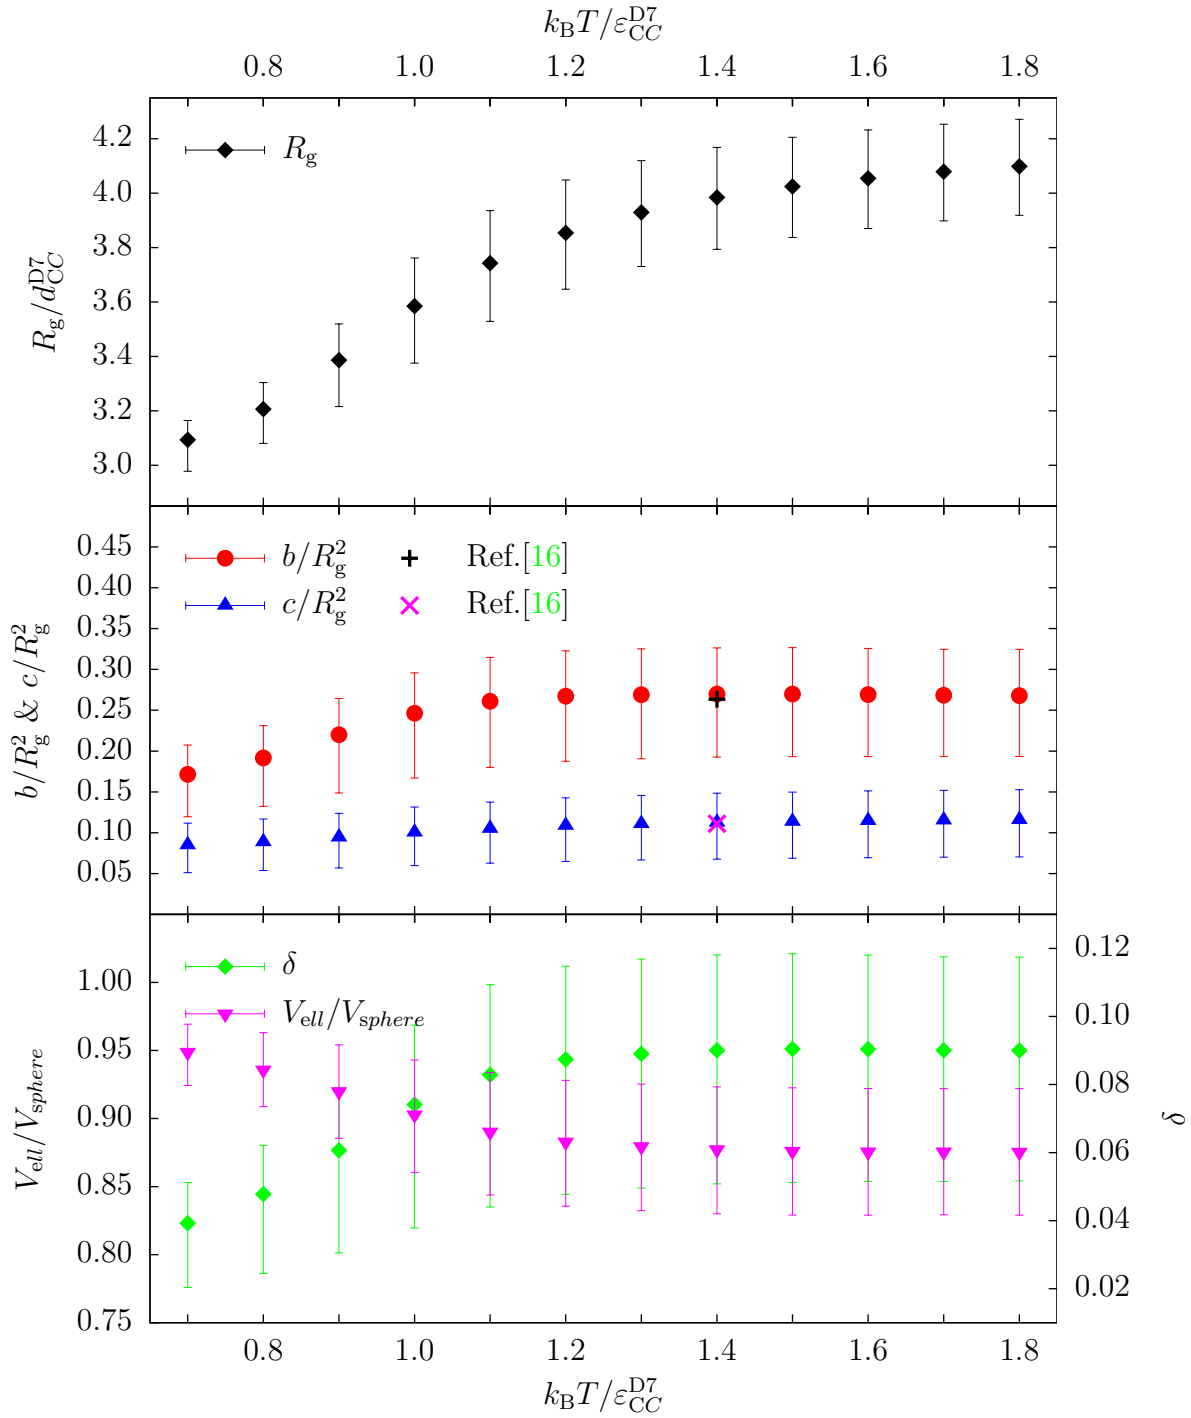 k_B T/ε_CC^D7
0.8 1.0 1.2 1.4 1.6 1.8
R_g
R_g/d_CC^D7
4.2
4.0
3.8
3.6
3.4
3.2
3.0
b/R_g^2 Ref.[16]
c/R_g^2 Ref.[16]
b/R_g^2 & c/R_g^2
0.45
0.40
0.35
0.30
0.25
0.20
0.15
0.10
0.05
δ
V_ell/V_sphere
V_ell/V_sphere
1.00
0.95
0.90
0.85
0.80
0.75
0.12
0.10
0.08
0.06
0.04
0.02
δ
0.8 1.0 1.2 1.4 1.6 1.8
k_B T/ε_CC^D7